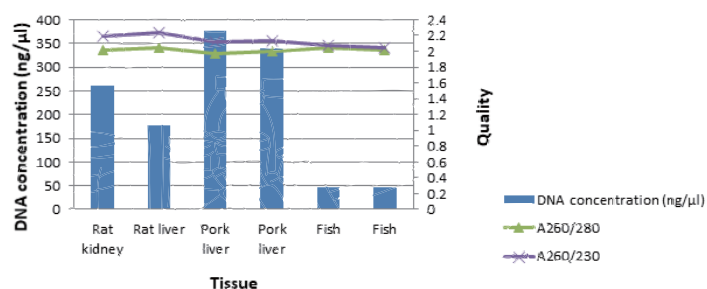 DNA concentration (ng/µl)
400
350
300
250
200
150
100
50
0
2.4
2.2
2
1.8
1.6
1.4
1.2
1
0.8
0.6
0.4
0.2
0
Quality
Rat kidney
Rat liver
Pork liver
Pork liver
Fish
Fish
Tissue
DNA concentration (ng/µl)
A260/280
A260/230